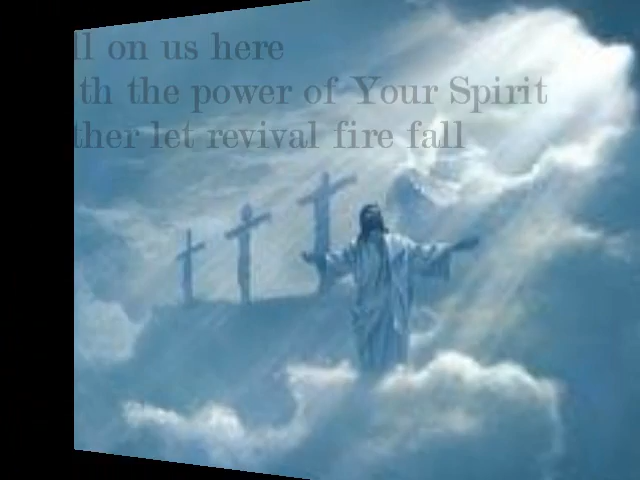 ll on us here
th the power of Your Spirit
ther let revival fire fall